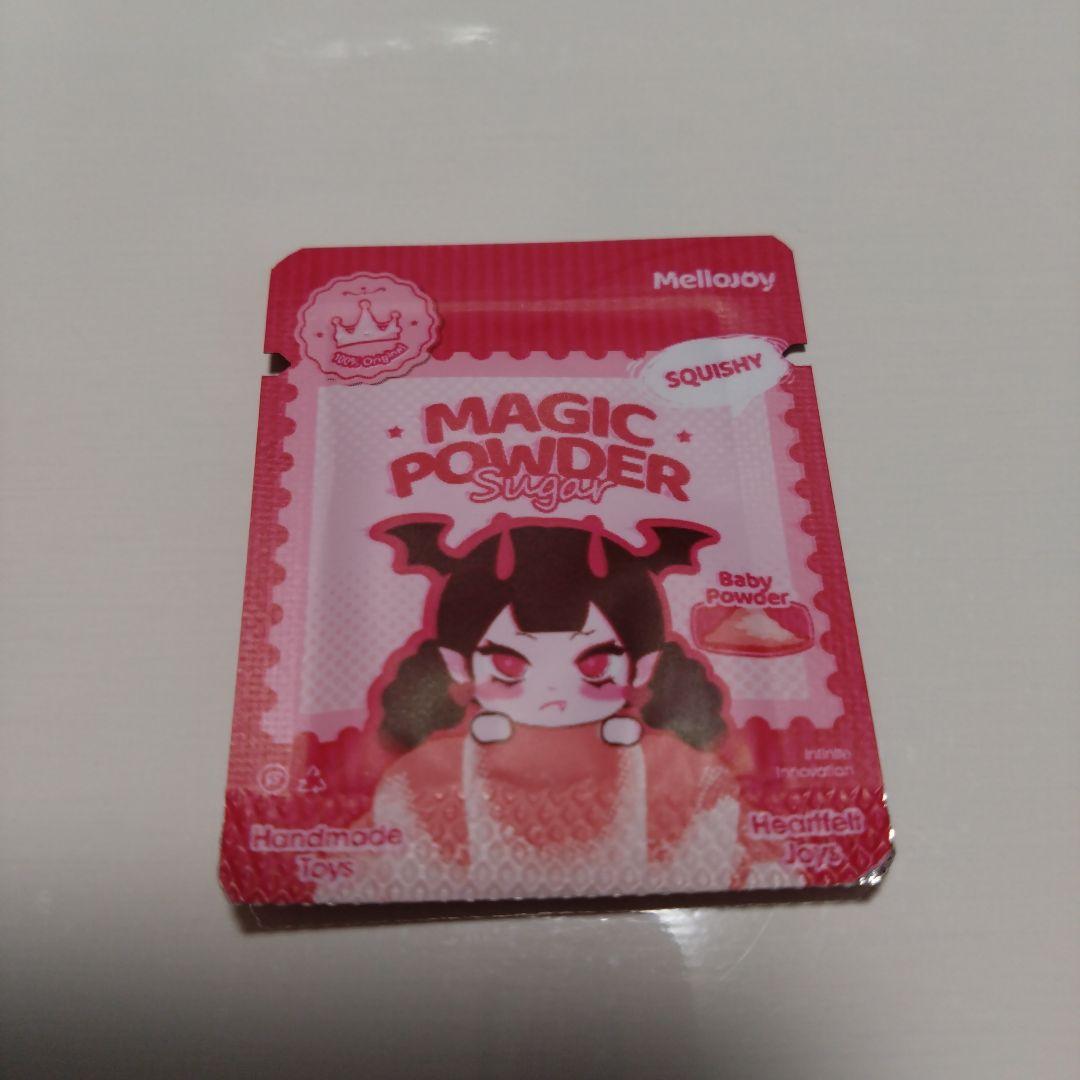 MelloJoy
100% Original
SQUISHY
MAGIC
POWDER
Sugar
Baby
Powder
Infinite
Innovation
Handmade
Toys
Heartfelt
Joys